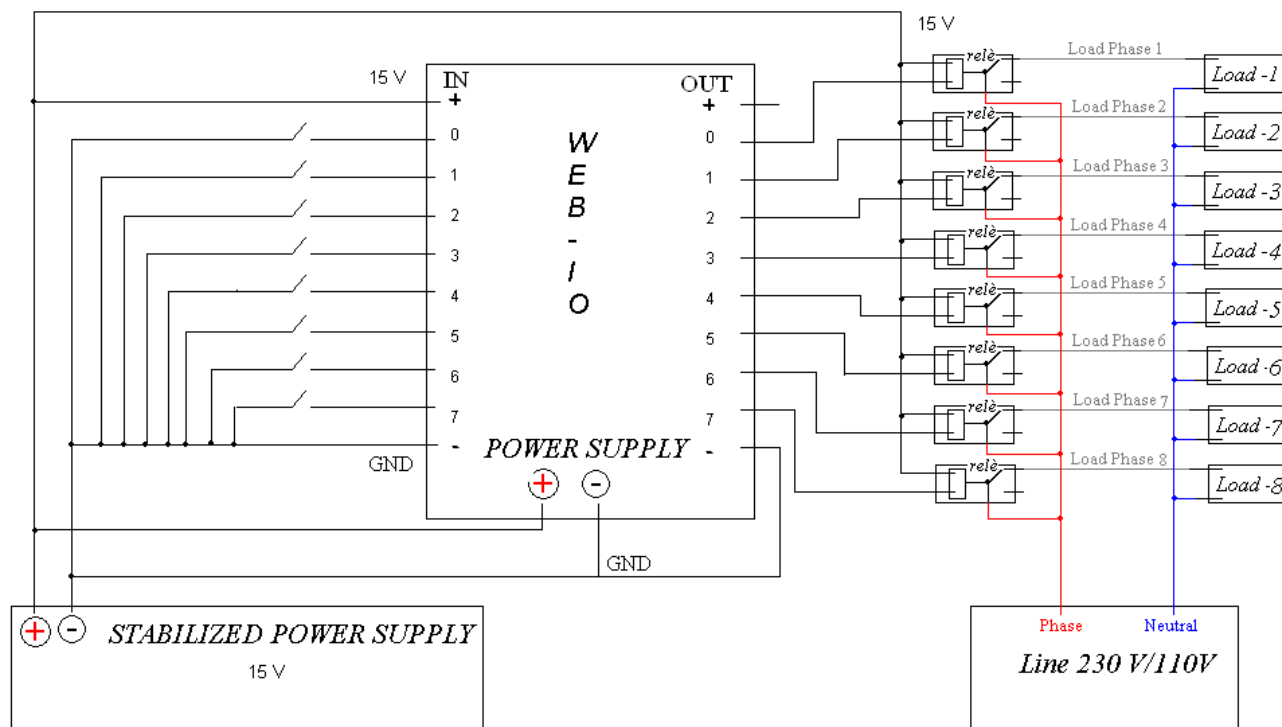 15 V
15 V
IN
+
0
1
2
3
4
5
6
7
-
GND
WEB-IO
OUT
+
0
1
2
3
4
5
6
7
-
POWER SUPPLY
+
-
GND
relè
Load Phase 1
Load -1
relè
Load Phase 2
Load -2
relè
Load Phase 3
Load -3
relè
Load Phase 4
Load -4
relè
Load Phase 5
Load -5
relè
Load Phase 6
Load -6
relè
Load Phase 7
Load -7
relè
Load Phase 8
Load -8
+
-
STABILIZED POWER SUPPLY
15 V
Phase
Neutral
Line 230 V/110V